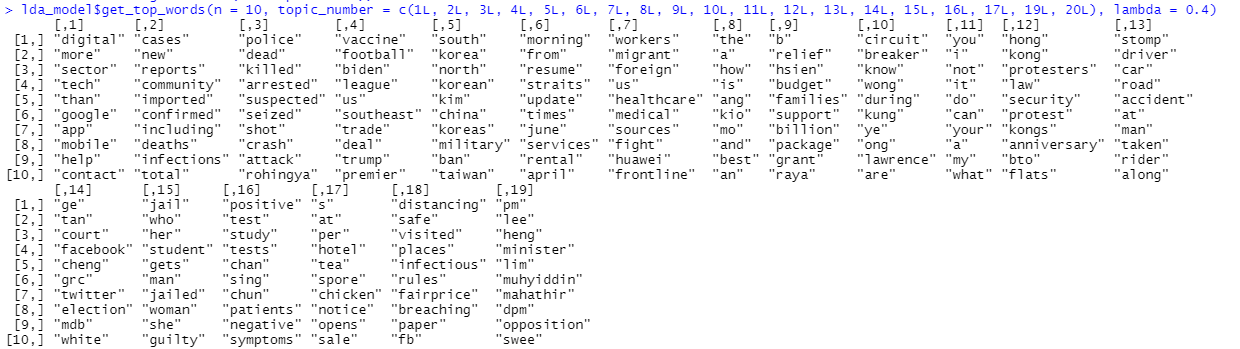 > lda_model$get_top_words(n = 10, topic_number = c(1L, 2L, 3L, 4L, 5L, 6L, 7L, 8L, 9L, 10L, 11L, 12L, 13L, 14L, 15L, 16L, 17L, 19L, 20L), lambda = 0.4)
[,1] [,2] [,3] [,4] [,5] [,6] [,7] [,8] [,9] [,10] [,11] [,12] [,13]
[1,] "digital" "cases" "police" "vaccine" "south" "morning" "workers" "the" "b" "circuit" "you" "hong" "stomp"
[2,] "more" "new" "dead" "football" "korea" "from" "migrant" "a" "relief" "breaker" "i" "kong" "driver"
[3,] "sector" "reports" "killed" "biden" "north" "resume" "foreign" "how" "hsien" "know" "not" "protesters" "car"
[4,] "tech" "community" "arrested" "league" "korean" "straits" "us" "is" "budget" "wong" "it" "law" "road"
[5,] "than" "imported" "suspected" "us" "kim" "update" "healthcare" "ang" "families" "during" "do" "security" "accident"
[6,] "google" "confirmed" "seized" "southeast" "china" "times" "medical" "kio" "support" "kung" "can" "protest" "at"
[7,] "app" "including" "shot" "trade" "koreas" "june" "sources" "mo" "billion" "ye" "your" "kongs" "man"
[8,] "mobile" "deaths" "crash" "deal" "military" "services" "fight" "and" "package" "ong" "a" "anniversary" "taken"
[9,] "help" "infections" "attack" "trump" "ban" "rental" "huawei" "best" "grant" "lawrence" "my" "bto" "rider"
[10,] "contact" "total" "rohingya" "premier" "taiwan" "april" "frontline" "an" "raya" "are" "what" "flats" "along"
[,14] [,15] [,16] [,17] [,18] [,19]
[1,] "ge" "jail" "positive" "s" "distancing" "pm"
[2,] "tan" "who" "test" "at" "safe" "lee"
[3,] "court" "her" "study" "per" "visited" "heng"
[4,] "facebook" "student" "tests" "hotel" "places" "minister"
[5,] "cheng" "gets" "chan" "tea" "infectious" "lim"
[6,] "grc" "man" "sing" "spore" "rules" "muhyiddin"
[7,] "twitter" "jailed" "chun" "chicken" "fairprice" "mahathir"
[8,] "election" "woman" "patients" "notice" "breaching" "dpm"
[9,] "mdb" "she" "negative" "opens" "paper" "opposition"
[10,] "white" "guilty" "symptoms" "sale" "fb" "swee"